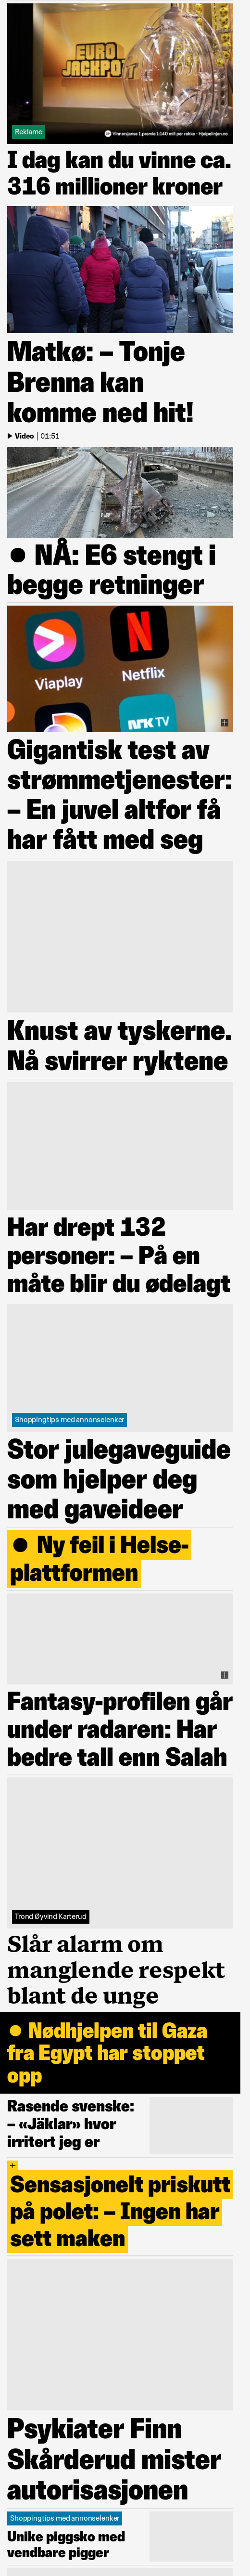 EURO
JACKPOT
Reklame
Vinnersjanse 1.premie 1:140 mill per rekke - Hjelpelinjen.no
I dag kan du vinne ca.
316 millioner kroner
Matkø: – Tonje
Brenna kan
komme ned hit!
Video | 01:51
● NÅ: E6 stengt i
begge retninger
Viaplay
Netflix
NRK TV
Gigantisk test av
strømmetjenester:
– En juvel altfor få
har fått med seg
Knust av tyskerne.
Nå svirrer ryktene
Har drept 132
personer: – På en
måte blir du ødelagt
Shoppingtips med annonselenker
Stor julegaveguide
som hjelper deg
med gaveideer
● Ny feil i Helse-
plattformen
Fantasy-profilen går
under radaren: Har
bedre tall enn Salah
Trond Øyvind Karterud
Slår alarm om
manglende respekt
blant de unge
● Nødhjelpen til Gaza
fra Egypt har stoppet
opp
Rasende svenske:
– «Jäklar» hvor
irritert jeg er
+
Sensasjonelt priskutt
på polet: – Ingen har
sett maken
Psykiater Finn
Skårderud mister
autorisasjonen
Shoppingtips med annonselenker
Unike piggsko med
vendbare pigger